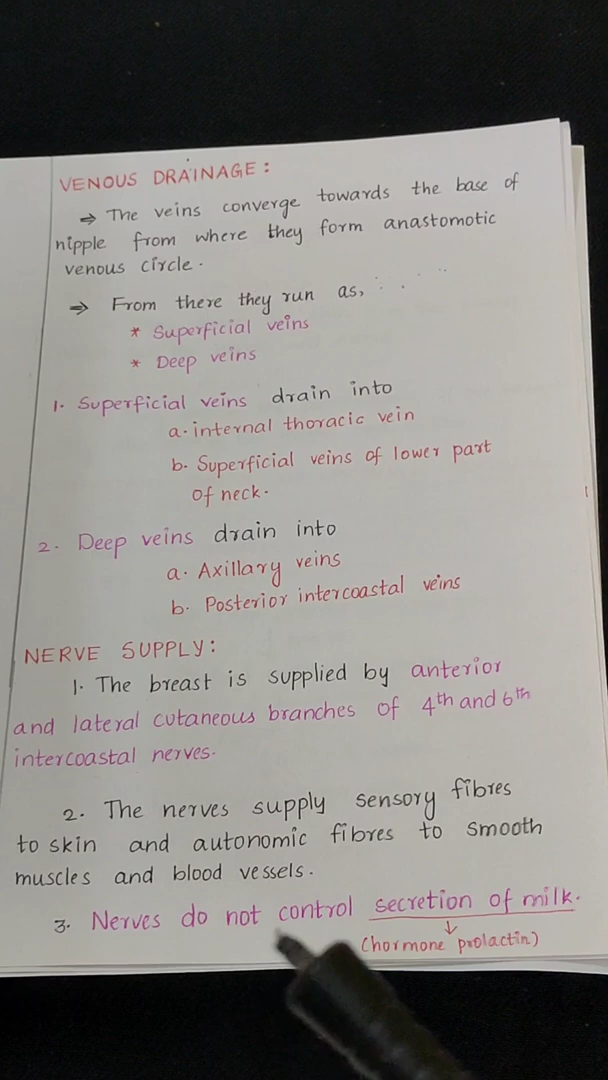 VENOUS DRAINAGE:
⇒ The veins converge towards the base of
nipple from where they form anastomotic
venous circle.
⇒ From there they run as,
* Superficial veins
* Deep veins
1. Superficial veins drain into
a. internal thoracic vein
b. Superficial veins of lower part
of neck.
2. Deep veins drain into
a. Axillary veins
b. Posterior intercoastal veins
NERVE SUPPLY:
1. The breast is supplied by anterior
and lateral cutaneous branches of 4th and 6th
intercoastal nerves.
2. The nerves supply sensory fibres
to skin and autonomic fibres to smooth
muscles and blood vessels.
3. Nerves do not control secretion of milk.
↓
(hormone prolactin)